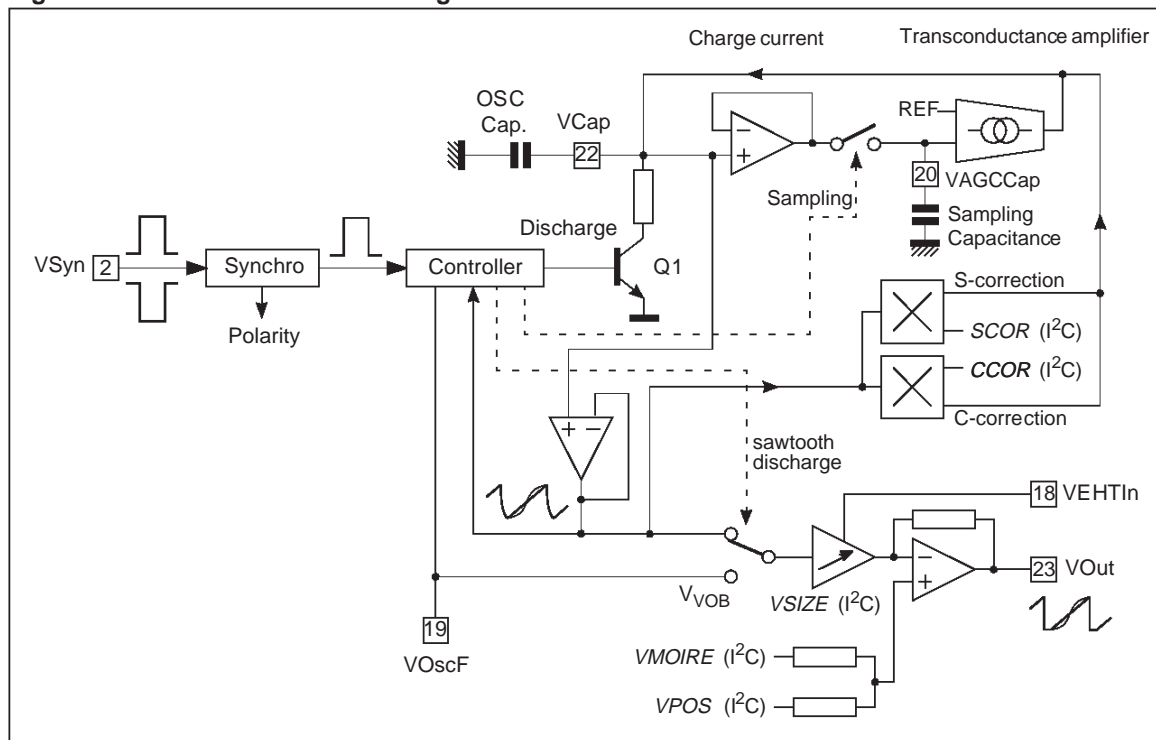 Charge current
Transconductance amplifier
OSC
Cap.
VCap
22
REF
20
VAGCCap
Sampling
Sampling
Capacitance
Discharge
VSyn
2
Synchro
Controller
Q1
Polarity
S-correction
SCOR (I²C)
CCOR (I²C)
C-correction
sawtooth
discharge
18
VEHTIn
23
VOut
V_VOB
VSIZE (I²C)
19
VOscF
VMOIRE (I²C)
VPOS (I²C)